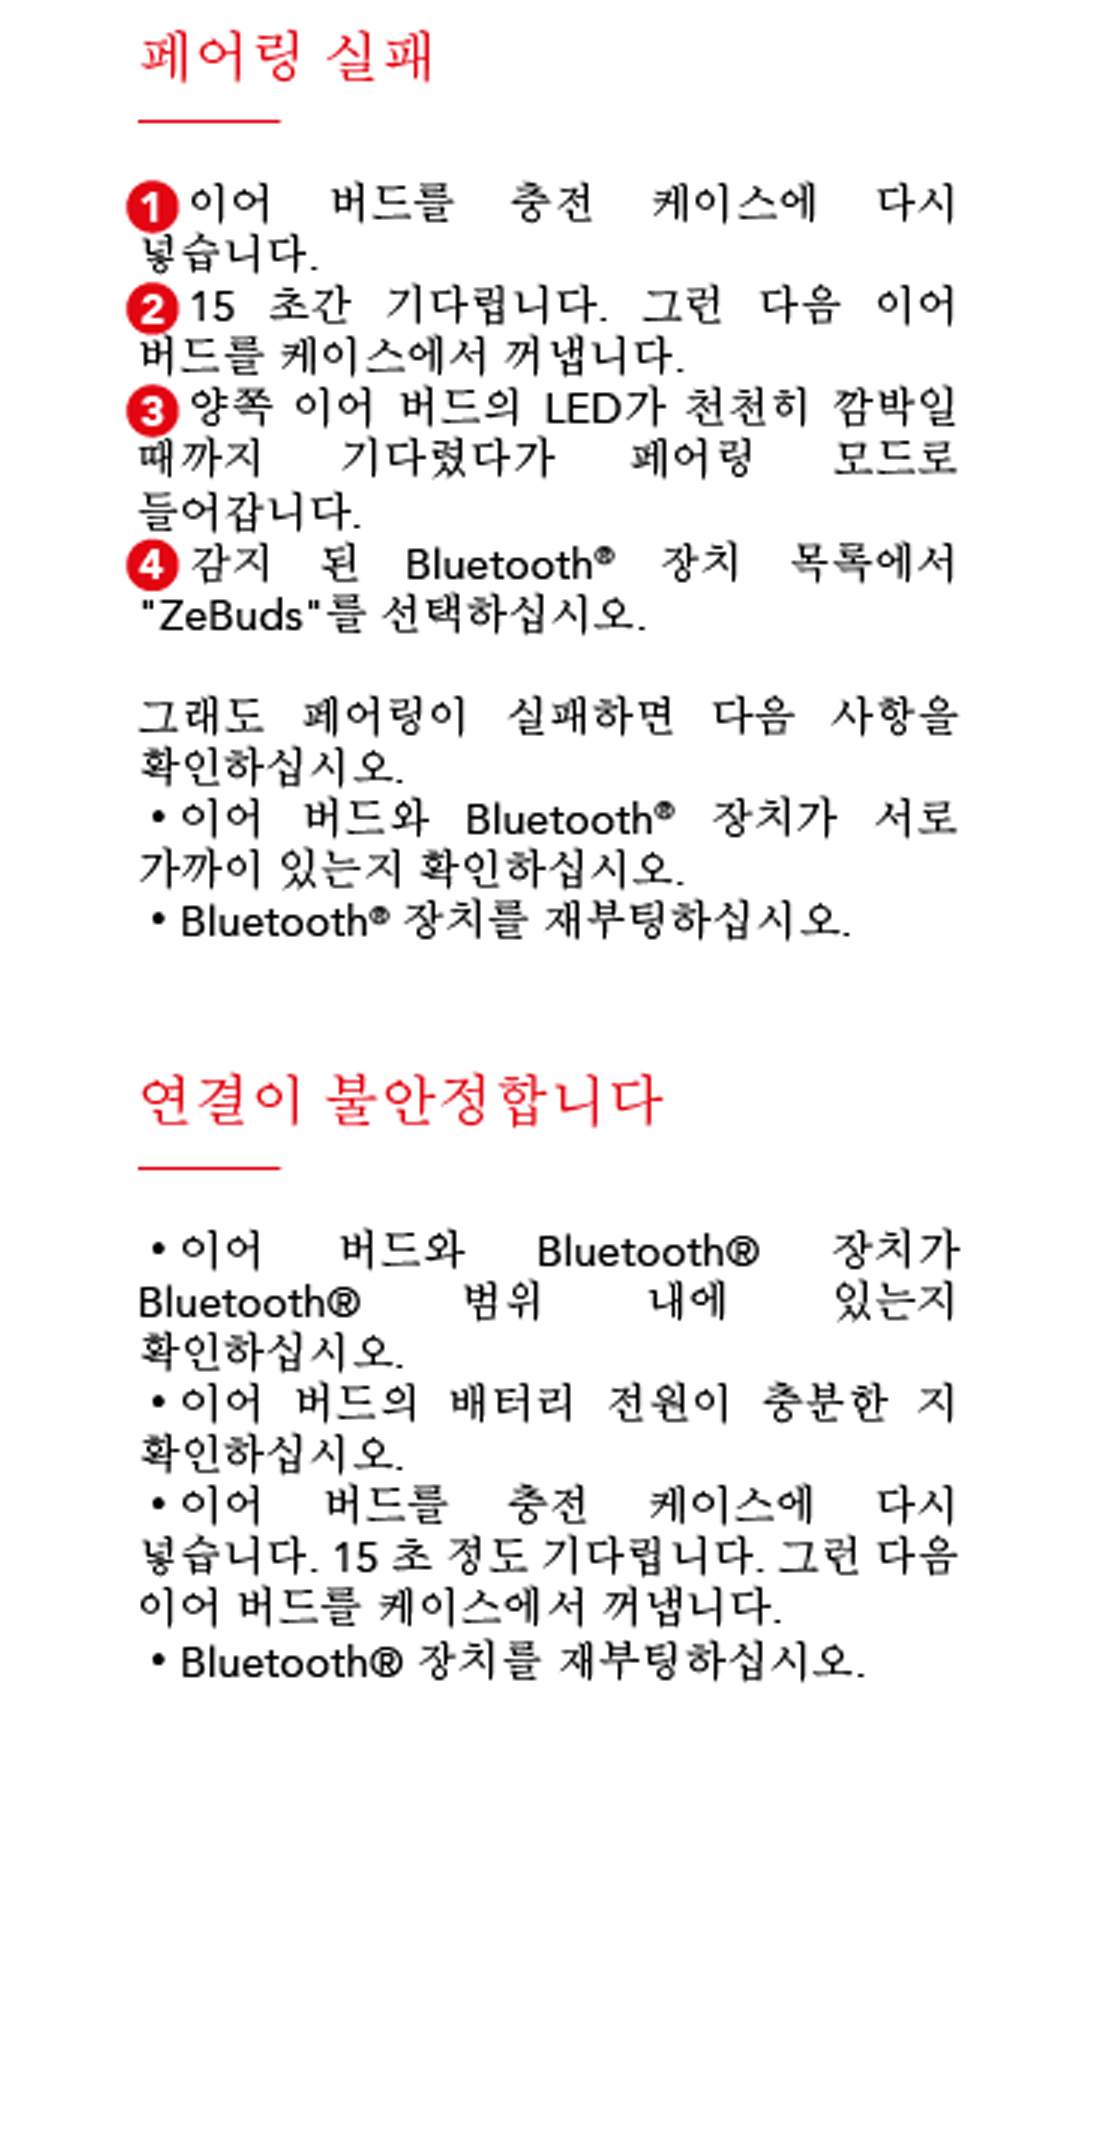 페어링 실패
1 이어 버드를 충전 케이스에 다시
넣습니다.
2 15 초간 기다립니다. 그런 다음 이어
버드를 케이스에서 꺼냅니다.
3 양쪽 이어 버드의 LED가 천천히 깜박일
때까지 기다렸다가 페어링 모드로
들어갑니다.
4 감지 된 Bluetooth® 장치 목록에서
"ZeBuds"를 선택하십시오.
그래도 페어링이 실패하면 다음 사항을
확인하십시오.
• 이어 버드와 Bluetooth® 장치가 서로
가까이 있는지 확인하십시오.
• Bluetooth® 장치를 재부팅하십시오.
연결이 불안정합니다
• 이어 버드와 Bluetooth® 장치가
Bluetooth® 범위 내에 있는지
확인하십시오.
• 이어 버드의 배터리 전원이 충분한 지
확인하십시오.
• 이어 버드를 충전 케이스에 다시
넣습니다. 15 초 정도 기다립니다. 그런 다음
이어 버드를 케이스에서 꺼냅니다.
• Bluetooth® 장치를 재부팅하십시오.